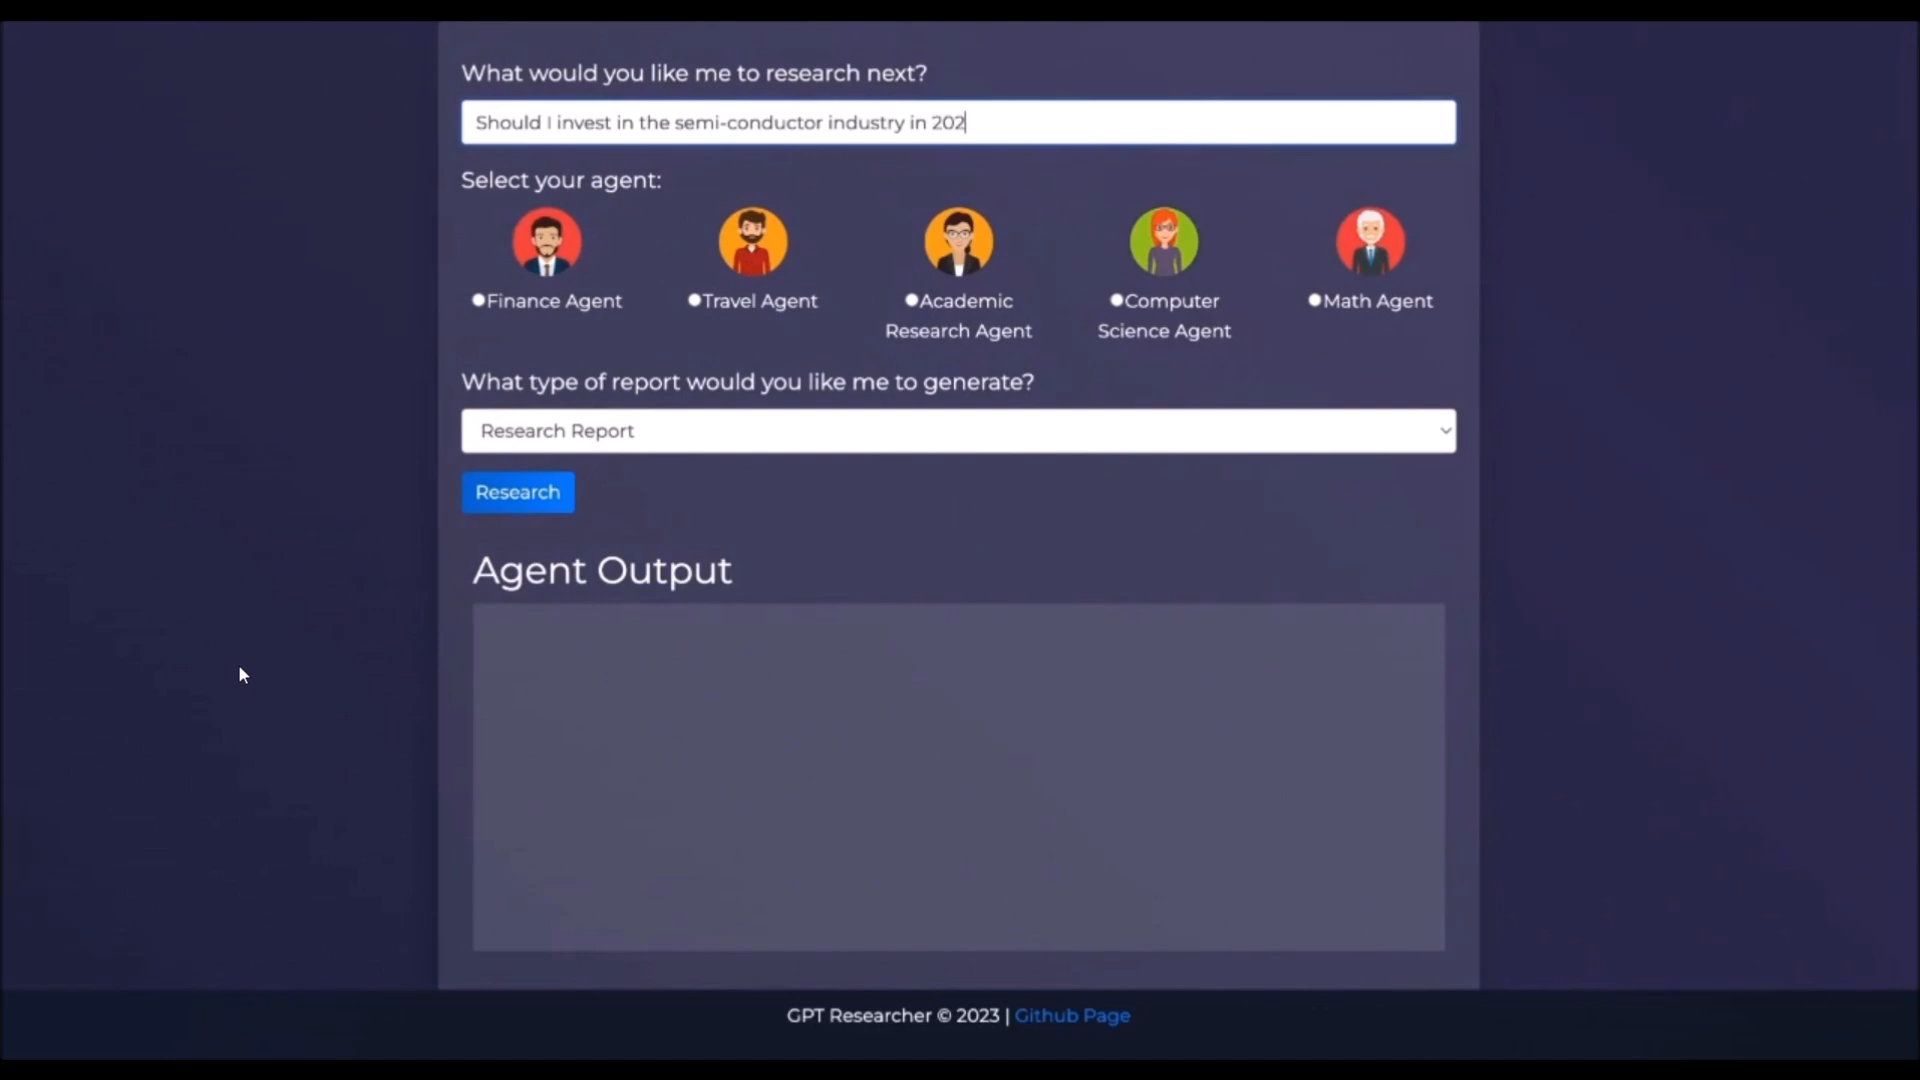 What would you like me to research next?
Should I invest in the semi-conductor industry in 202
Select your agent:
Finance Agent
Travel Agent
Academic
Research Agent
Computer
Science Agent
Math Agent
What type of report would you like me to generate?
Research Report
Research
Agent Output
GPT Researcher © 2023 | Github Page